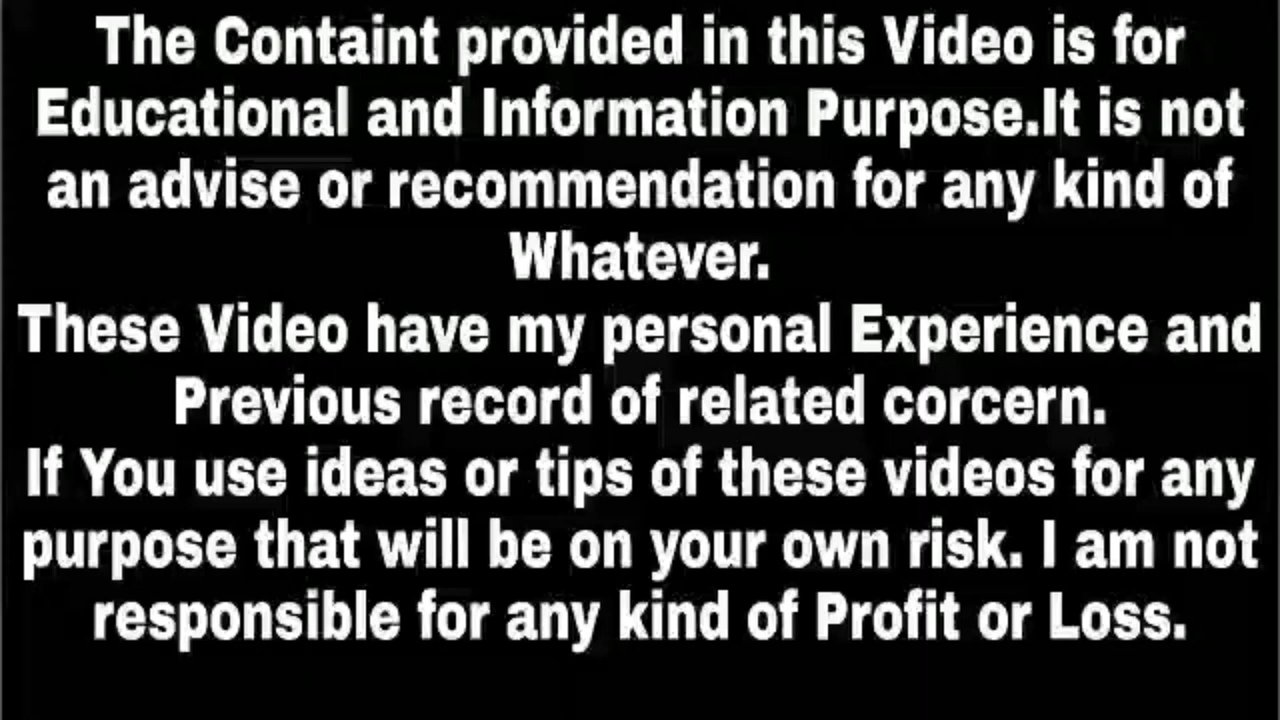 The Containt provided in this Video is for
Educational and Information Purpose.It is not
an advise or recommendation for any kind of
Whatever.
These Video have my personal Experience and
Previous record of related corcern.
If You use ideas or tips of these videos for any
purpose that will be on your own risk. I am not
responsible for any kind of Profit or Loss.